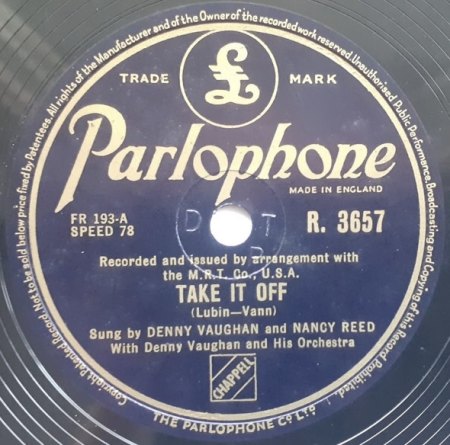 All rights of the Manufacturer and of the Owner of the recorded work reserved. Unauthorised Public Performance, Broadcasting and Copying of this Record Prohibited.
Copyright. Patented Record. Not to be sold below price fixed by Patentees.
£
TRADE MARK
Parlophone
MADE IN ENGLAND
FR 193-A
SPEED 78
R. 3657
Recorded and issued by arrangement with
the M.R.T. Co., U.S.A.
TAKE IT OFF
(Lubin—Vann)
Sung by DENNY VAUGHAN and NANCY REED
With Denny Vaughan and His Orchestra
CHAPPELL
THE PARLOPHONE CO LTD